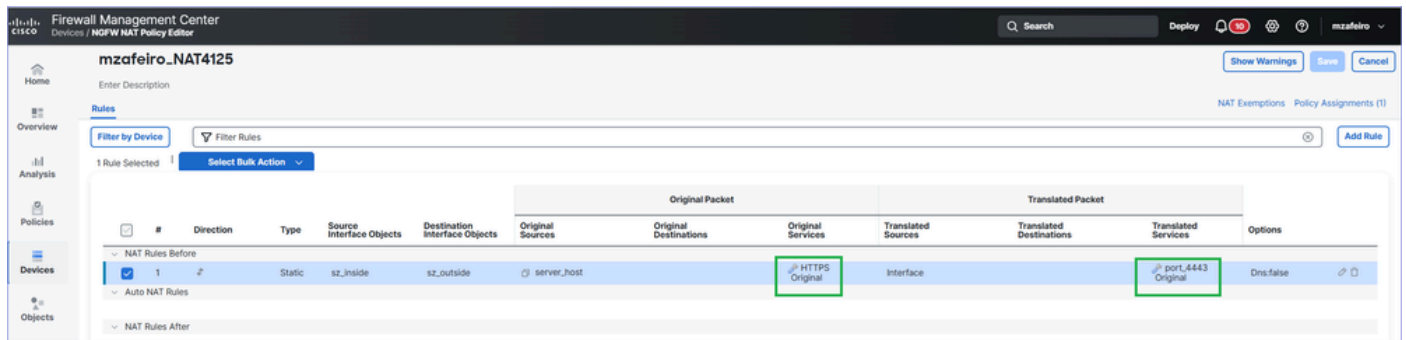 Firewall Management Center
CISCO Devices / NGFW NAT Policy Editor
Search
Deploy
10
mzafeiro
Home
Overview
Analysis
Policies
Devices
Objects
mzafeiro_NAT4125
Show Warnings
Save
Cancel
Enter Description
Rules
NAT Exemptions Policy Assignments (1)
Filter by Device
Filter Rules
Add Rule
1 Rule Selected
Select Bulk Action
Original Packet
Translated Packet
# Direction Type Source Interface Objects Destination Interface Objects Original Sources Original Destinations Original Services Translated Sources Translated Destinations Translated Services Options
NAT Rules Before
1 Static sz_inside sz_outside server_host HTTPS Original Interface port_4443 Original Dns:false
Auto NAT Rules
NAT Rules After